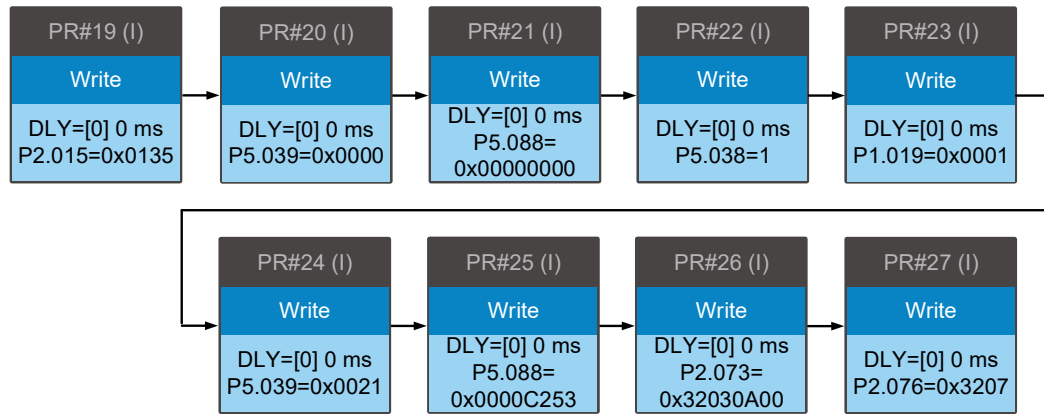 PR#19 (I)
Write
DLY=[0] 0 ms
P2.015=0x0135
PR#20 (I)
Write
DLY=[0] 0 ms
P5.039=0x0000
PR#21 (I)
Write
DLY=[0] 0 ms
P5.088=
0x00000000
PR#22 (I)
Write
DLY=[0] 0 ms
P5.038=1
PR#23 (I)
Write
DLY=[0] 0 ms
P1.019=0x0001
PR#24 (I)
Write
DLY=[0] 0 ms
P5.039=0x0021
PR#25 (I)
Write
DLY=[0] 0 ms
P5.088=
0x0000C253
PR#26 (I)
Write
DLY=[0] 0 ms
P2.073=
0x32030A00
PR#27 (I)
Write
DLY=[0] 0 ms
P2.076=0x3207